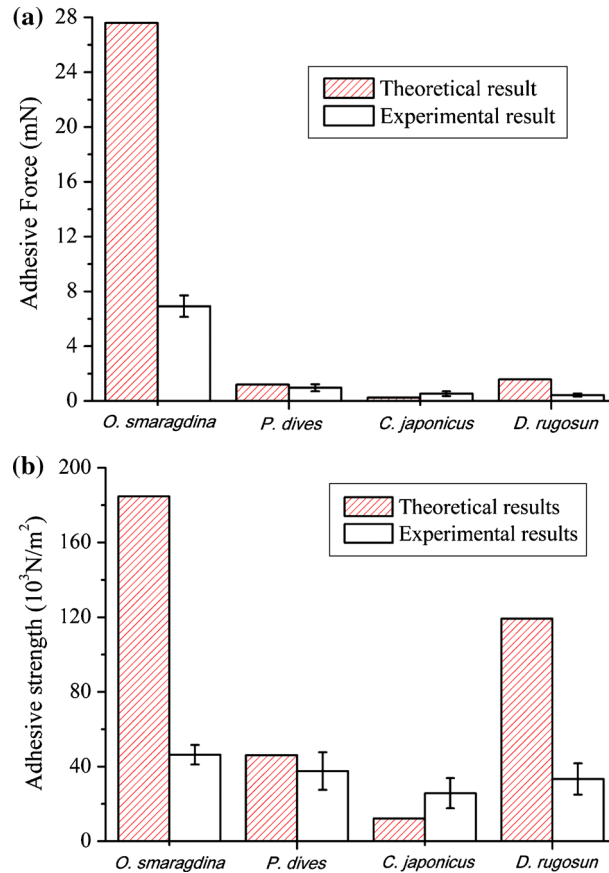 (a)
28
24
20
16
12
8
4
0
Adhesive Force (mN)
Theoretical result
Experimental result
O. smaragdina
P. dives
C. japonicus
D. rugosun
(b)
200
160
120
80
40
0
Adhesive strength (10³N/m²)
Theoretical results
Experimental results
O. smaragdina
P. dives
C. japonicus
D. rugosun